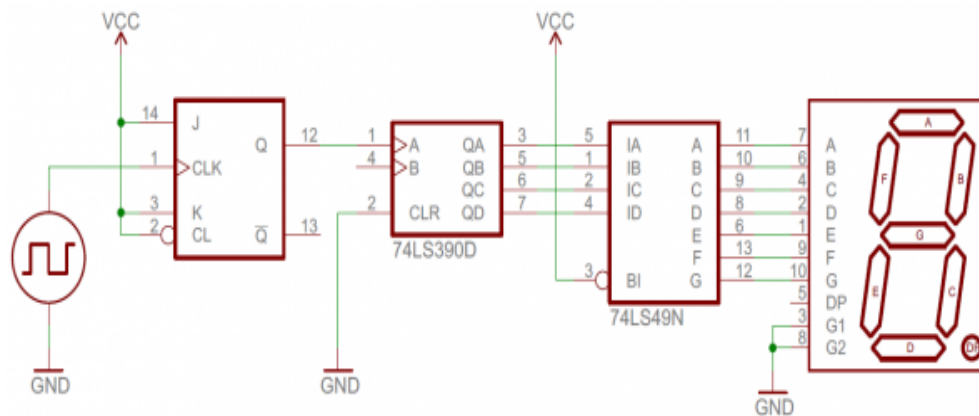 VCC
VCC
14 J
Q 12
1 CLK
3 K
2 CL
Q̅ 13
GND
1 A QA 3
4 B QB 5
QC 6
2 CLR QD 7
74LS390D
GND
5 IA A 11
1 IB B 10
2 IC C 9
4 ID D 8
E 6
F 13
3 BI G 12
74LS49N
7 A
6 B
4 C
2 D
1 E
9 F
10 G
5 DP
3 G1
8 G2
GND
A
F B
G
E C
D